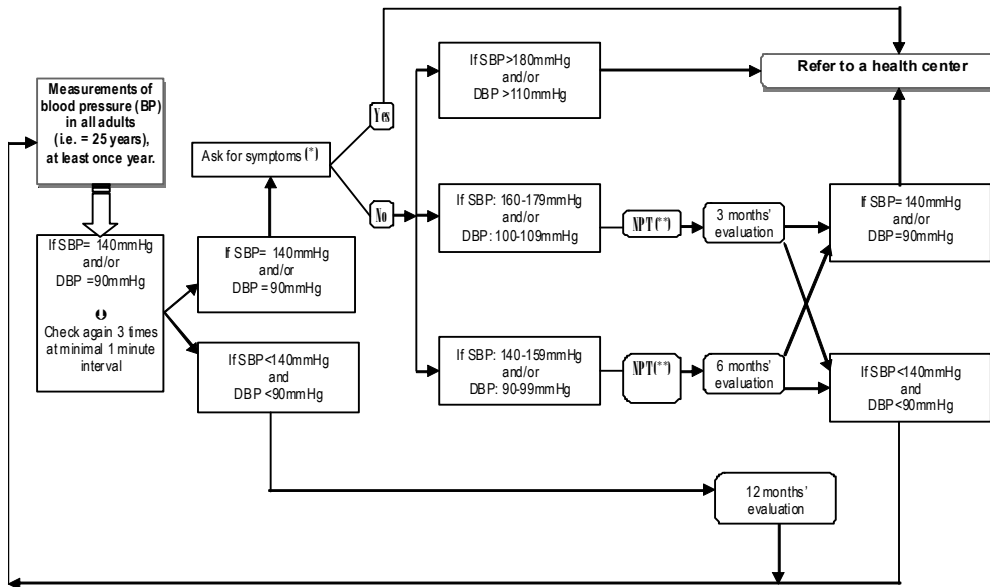 Measurements of
blood pressure (BP)
in all adults
(i.e. = 25 years),
at least once year.
If SBP= 140mmHg
and/or
DBP =90mmHg
Check again 3 times
at minimal 1 minute
interval
Ask for symptoms (*)
If SBP= 140mmHg
and/or
DBP = 90mmHg
If SBP<140mmHg
and
DBP <90mmHg
Yes
No
If SBP>180mmHg
and/or
DBP >110mmHg
If SBP: 160-179mmHg
and/or
DBP: 100-109mmHg
NPT (**)
3 months'
evaluation
If SBP: 140-159mmHg
and/or
DBP: 90-99mmHg
NPT(**)
6 months'
evaluation
Refer to a health center
If SBP=140mmHg
and/or
DBP=90mmHg
If SBP<140mmHg
and
DBP<90mmHg
12 months'
evaluation